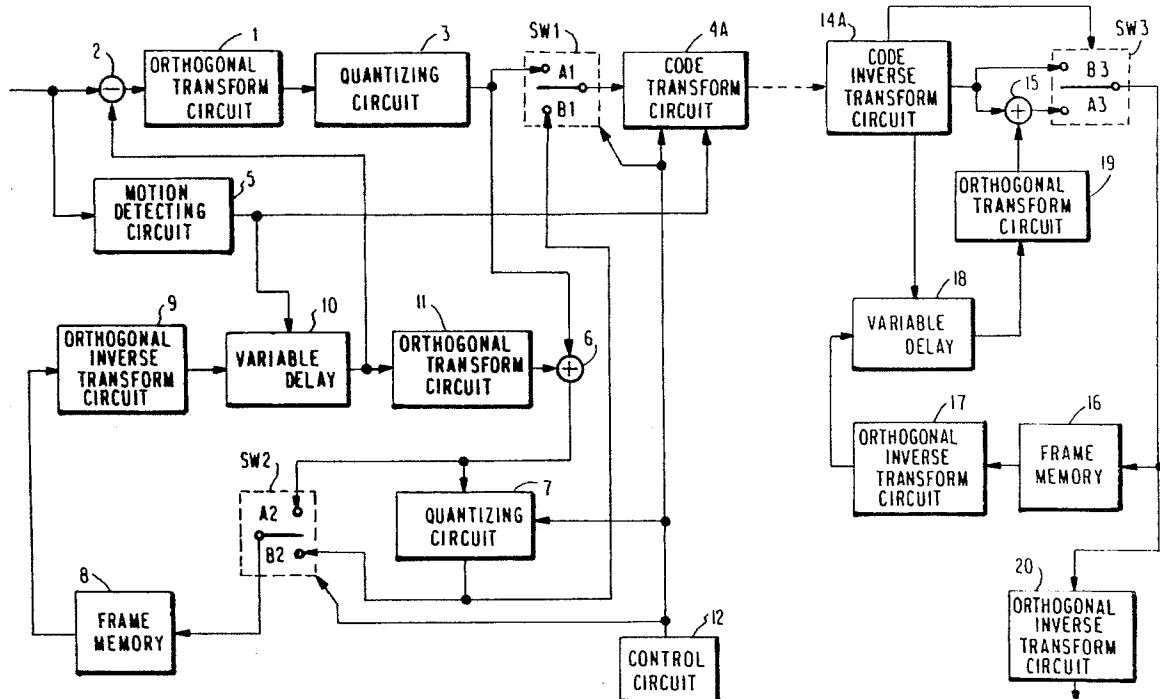 1
ORTHOGONAL
TRANSFORM
CIRCUIT
2
3
QUANTIZING
CIRCUIT
SW1
A1
B1
4A
CODE
TRANSFORM
CIRCUIT
14A
CODE
INVERSE
TRANSFORM
CIRCUIT
15
SW3
B3
A3
5
MOTION
DETECTING
CIRCUIT
19
ORTHOGONAL
TRANSFORM
CIRCUIT
9
ORTHOGONAL
INVERSE
TRANSFORM
CIRCUIT
10
VARIABLE
DELAY
11
ORTHOGONAL
TRANSFORM
CIRCUIT
6
18
VARIABLE
DELAY
17
ORTHOGONAL
INVERSE
TRANSFORM
CIRCUIT
16
FRAME
MEMORY
SW2
A2
B2
7
QUANTIZING
CIRCUIT
8
FRAME
MEMORY
12
CONTROL
CIRCUIT
20
ORTHOGONAL
INVERSE
TRANSFORM
CIRCUIT